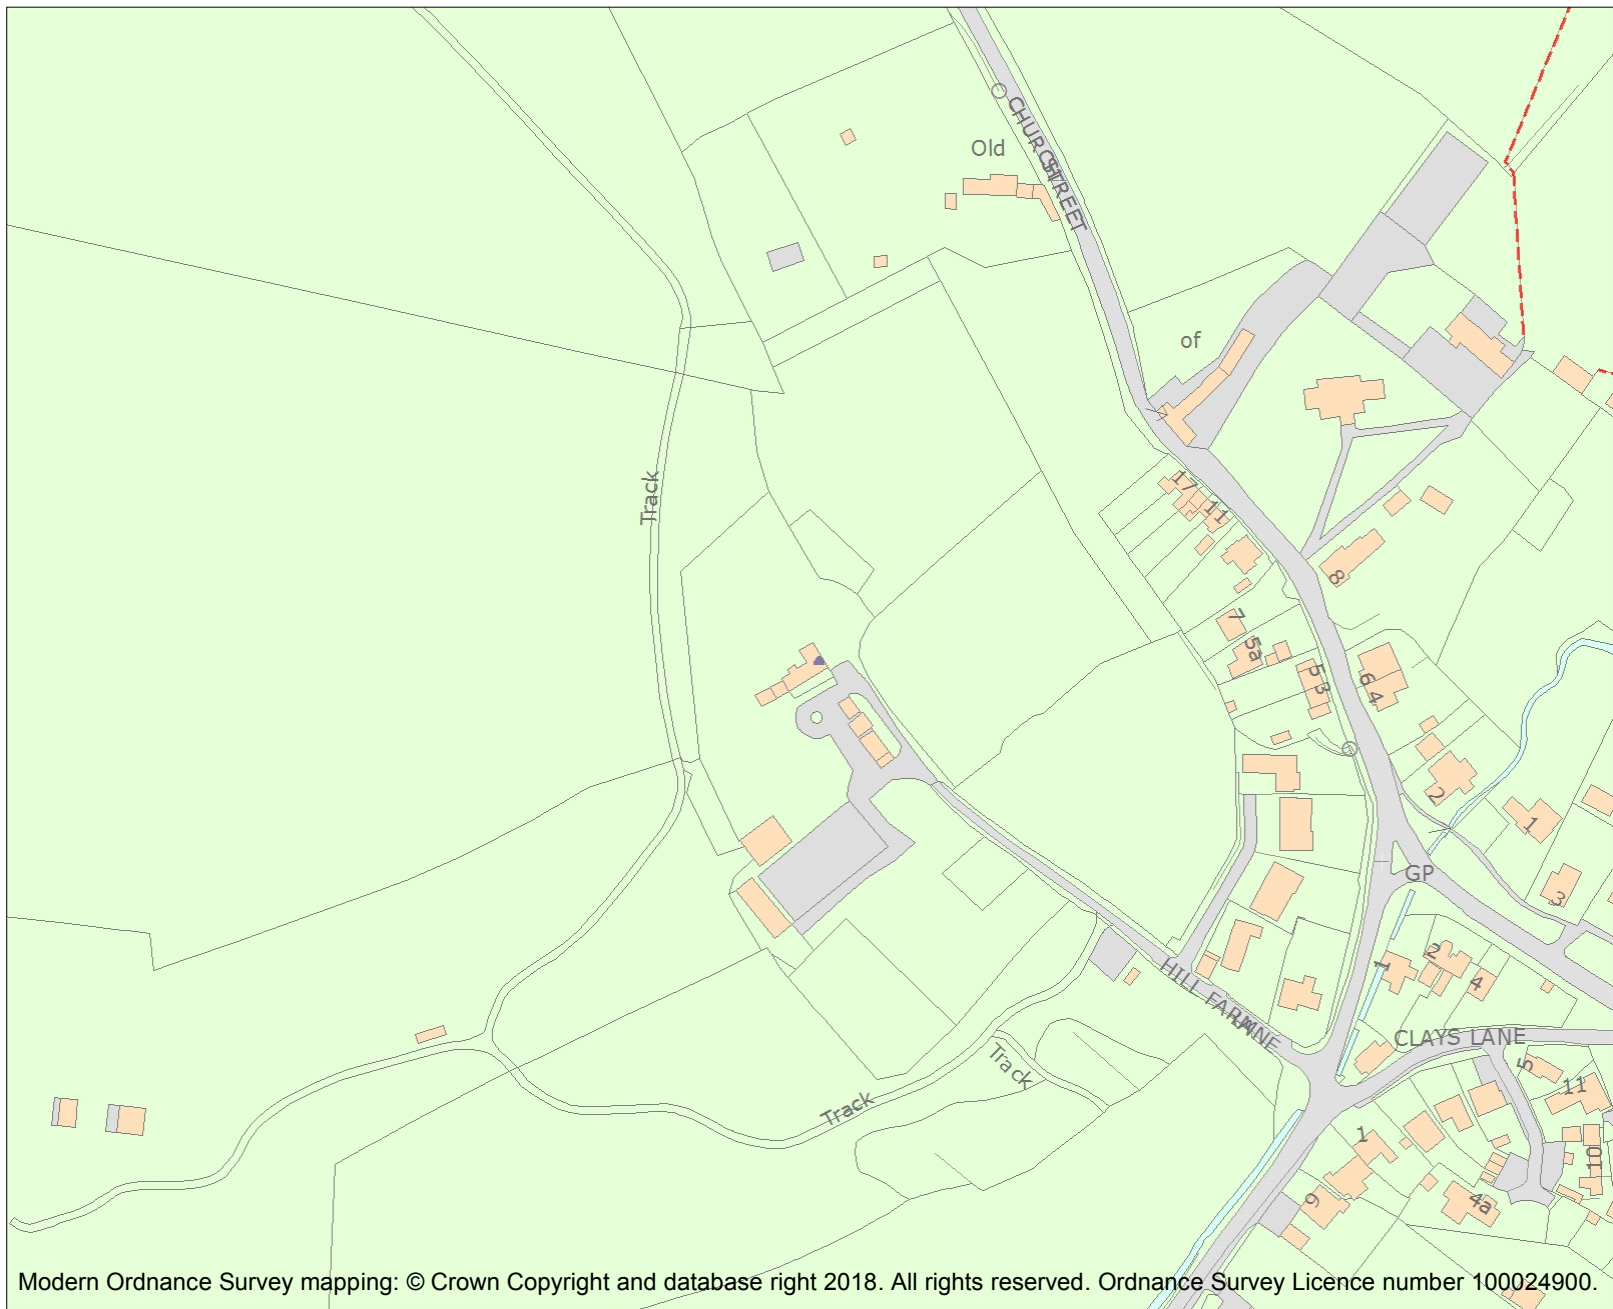 CHURCH
STREET
Old
of
Track
17
11
8
7
5a
5
3
6
4
2
1
GP
3
1
2
4
HILL FARM
LANE
CLAYS LANE
Track
Track
5
11
1
10
9
4a
Modern Ordnance Survey mapping: © Crown Copyright and database right 2018. All rights reserved. Ordnance Survey Licence number 100024900.